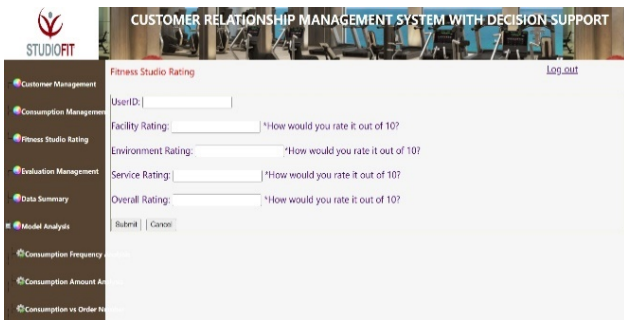 CUSTOMER RELATIONSHIP MANAGEMENT SYSTEM WITH DECISION SUPPORT
STUDIOFIT
Fitness Studio Rating
Log out
Customer Management
Consumption Managemen
Fitness Studio Rating
Evaluation Management
Data Summary
Model Analysis
Consumption Frequency
Consumption Amount An
Consumption vs Order N
UserID:
Facility Rating: *How would you rate it out of 10?
Environment Rating: *How would you rate it out of 10?
Service Rating: *How would you rate it out of 10?
Overall Rating: *How would you rate it out of 10?
Submit Cancel